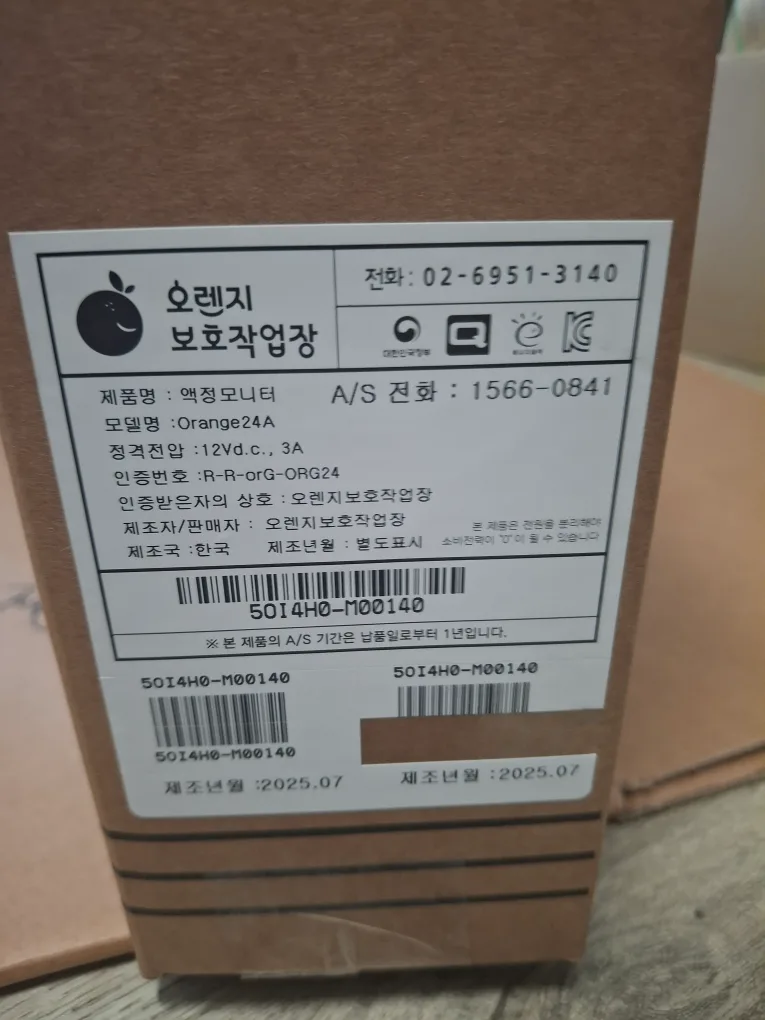 오렌지
보호작업장
전화: 02-6951-3140
대한민국정부
제품명 : 액정모니터
A/S 전화 : 1566-0841
모델명 :Orange24A
정격전압 :12Vd.c., 3A
인증번호 :R-R-orG-ORG24
인증받은자의 상호 : 오렌지보호작업장
제조자/판매자 : 오렌지보호작업장
제조국 :한국 제조년월 : 별도표시
본 제품은 전원을 분리해야
소비전력이 "0"이 될 수 있습니다
5OI4H0-M00140
※ 본 제품의 A/S 기간은 납품일로부터 1년입니다.
5OI4H0-M00140
5OI4H0-M00140
제조년월 :2025.07
5OI4H0-M00140
제조년월 :2025.07